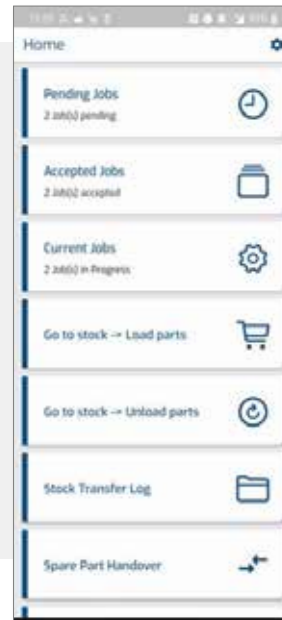 Home
Pending Jobs
2 Job(s) pending
Accepted Jobs
2 Job(s) accepted
Current Jobs
2 Job(s) in Progress
Go to stock -> Load parts
Go to stock -> Unload parts
Stock Transfer Log
Spare Part Handover